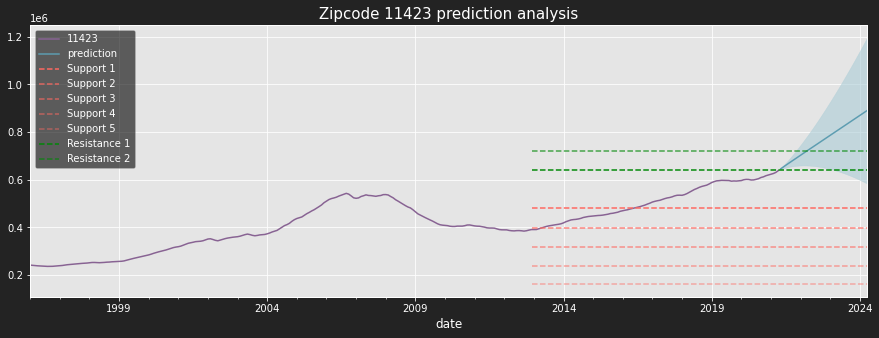 Zipcode 11423 prediction analysis
1e6
1.2
1.0
0.8
0.6
0.4
0.2
11423
prediction
Support 1
Support 2
Support 3
Support 4
Support 5
Resistance 1
Resistance 2
1999
2004
2009
2014
2019
2024
date